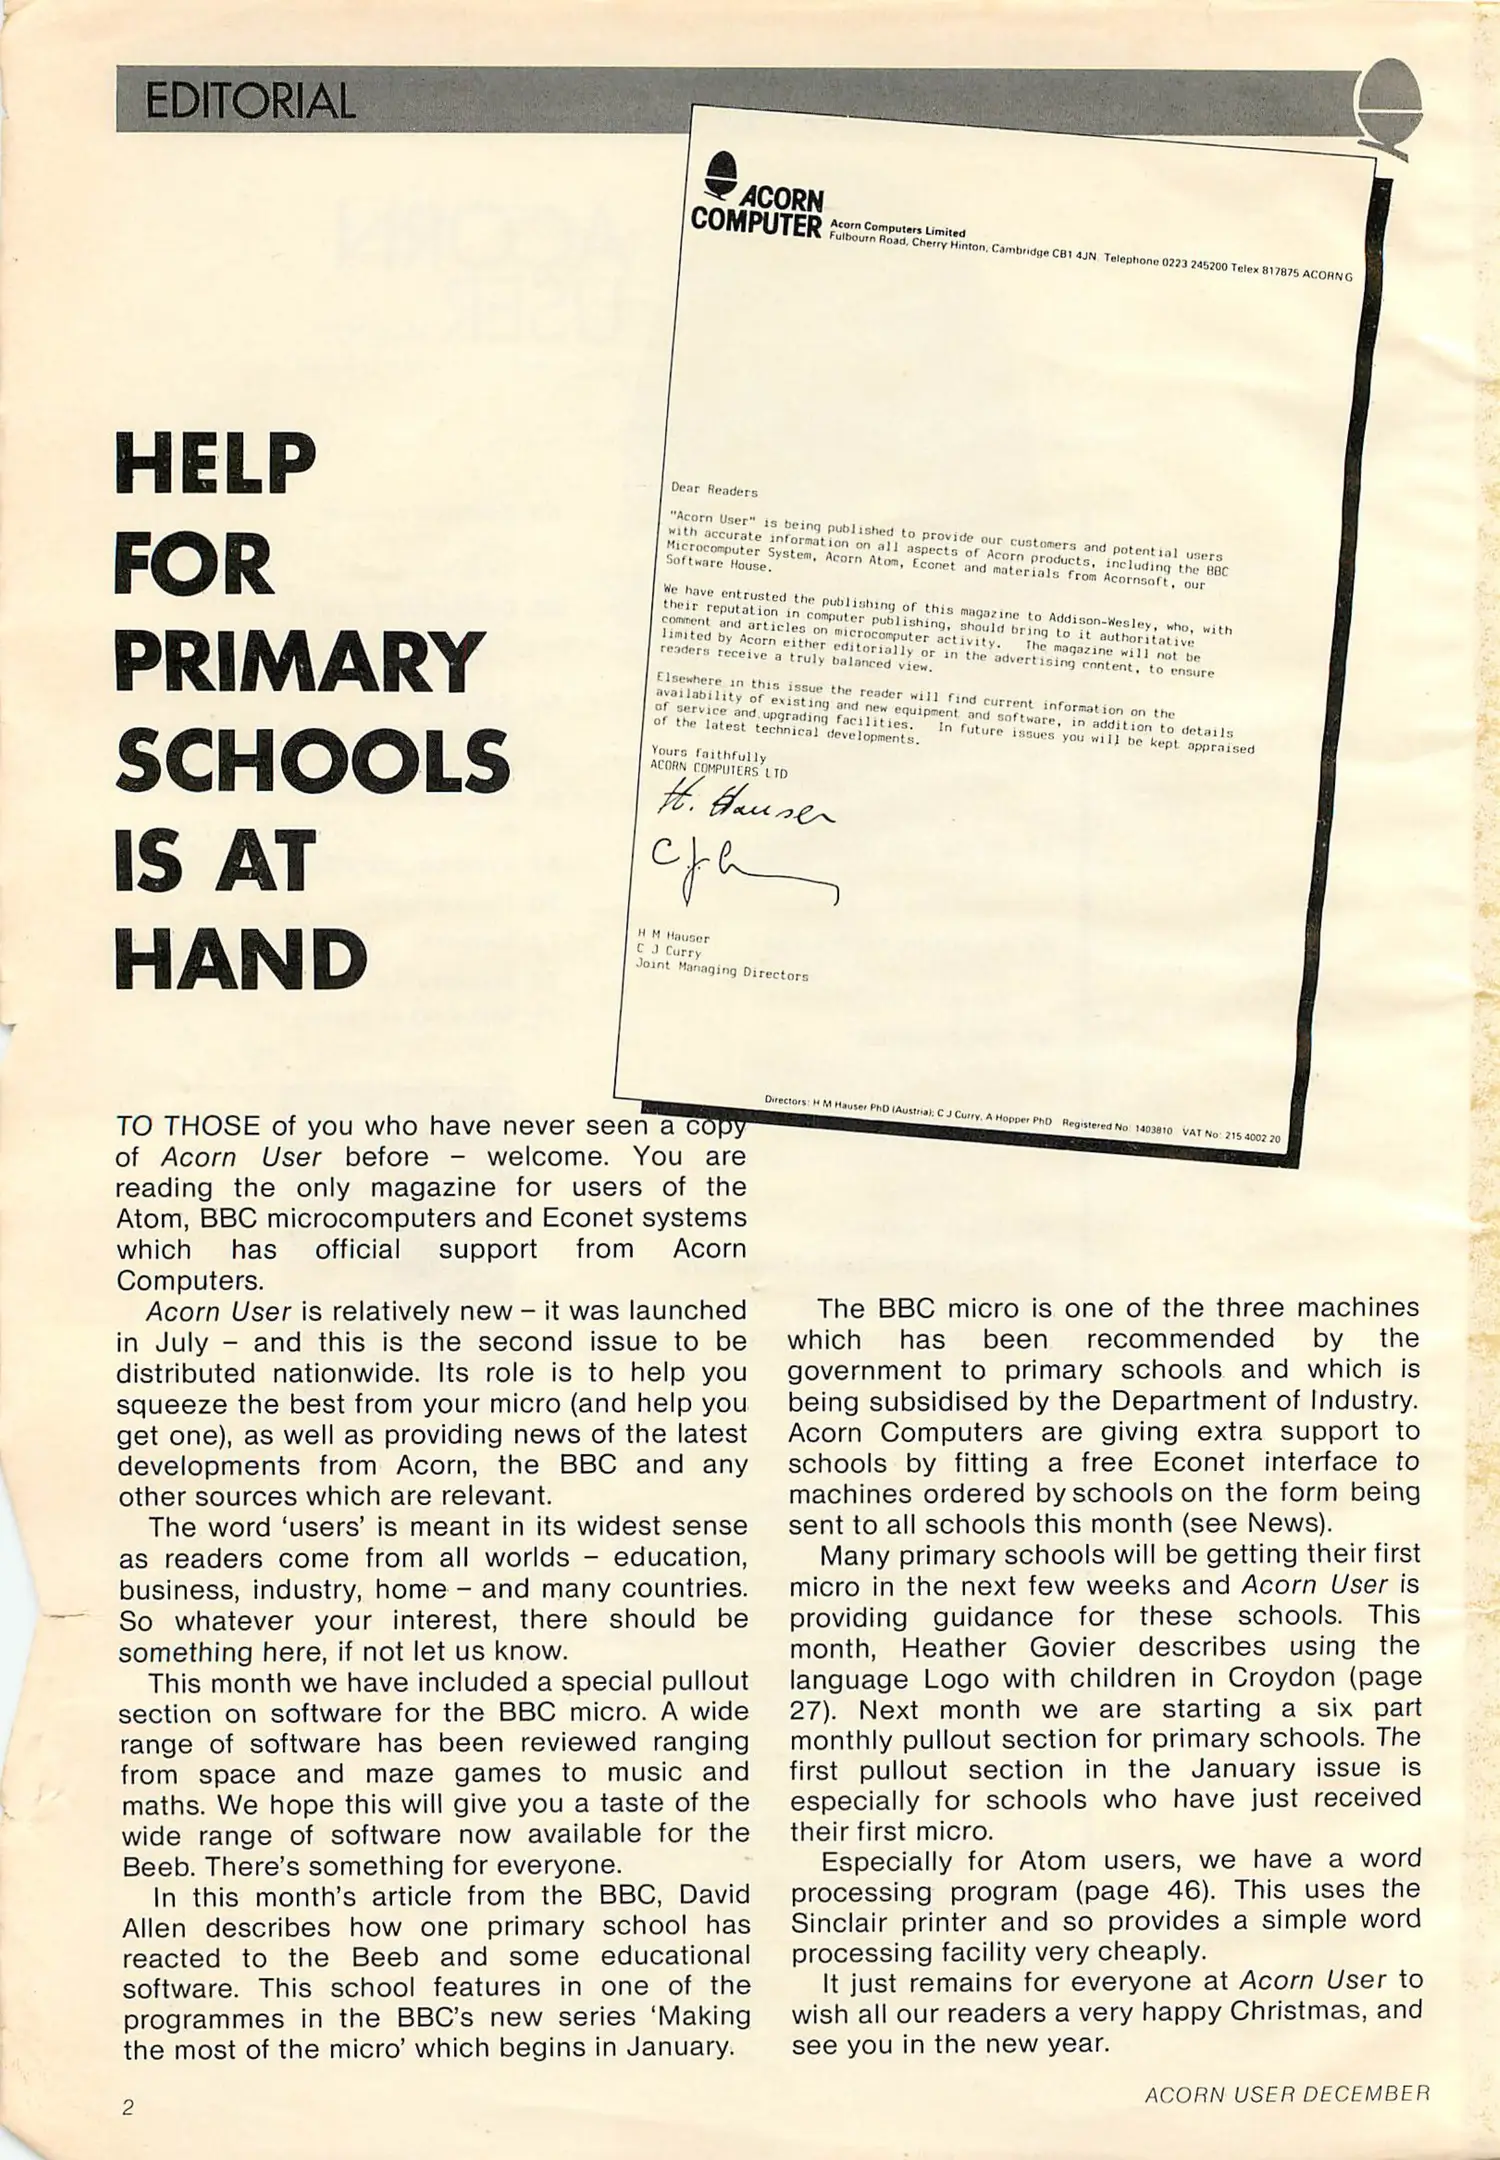 EDITORIAL
ACORN
COMPUTER
Acorn Computers Limited
Fulbourn Road, Cherry Hinton, Cambridge CB1 4JN Telephone 0223 245200 Telex 817875 ACORN G
Dear Readers
"Acorn User" is being published to provide our customers and potential users
with accurate information on all aspects of Acorn products, including the BBC
Microcomputer System, Acorn Atom, Econet and materials from Acornsoft, our
Software House.
We have entrusted the publishing of this magazine to Addison-Wesley, who, with
their reputation in computer publishing, should bring to it authoritative
comment and articles on microcomputer activity. The magazine will not be
limited by Acorn either editorially or in the advertising content, to ensure
readers receive a truly balanced view.
Elsewhere in this issue the reader will find current information on the
availability of existing and new equipment and software, in addition to details
of service and upgrading facilities. In future issues you will be kept appraised
of the latest technical developments.
Yours faithfully
ACORN COMPUTERS LTD
H. Hauser
H M Hauser
C J Curry
Joint Managing Directors
Directors: H M Hauser PhD (Austria); C J Curry, A Hopper PhD Registered No 1403810 VAT No: 215 4002 20
HELP
FOR
PRIMARY
SCHOOLS
IS AT
HAND
TO THOSE of you who have never seen a copy
of Acorn User before – welcome. You are
reading the only magazine for users of the
Atom, BBC microcomputers and Econet systems
which has official support from Acorn
Computers.
Acorn User is relatively new – it was launched
in July – and this is the second issue to be
distributed nationwide. Its role is to help you
squeeze the best from your micro (and help you
get one), as well as providing news of the latest
developments from Acorn, the BBC and any
other sources which are relevant.
The word ‘users’ is meant in its widest sense
as readers come from all worlds – education,
business, industry, home – and many countries.
So whatever your interest, there should be
something here, if not let us know.
This month we have included a special pullout
section on software for the BBC micro. A wide
range of software has been reviewed ranging
from space and maze games to music and
maths. We hope this will give you a taste of the
wide range of software now available for the
Beeb. There’s something for everyone.
In this month’s article from the BBC, David
Allen describes how one primary school has
reacted to the Beeb and some educational
software. This school features in one of the
programmes in the BBC’s new series ‘Making
the most of the micro’ which begins in January.
The BBC micro is one of the three machines
which has been recommended by the
government to primary schools and which is
being subsidised by the Department of Industry.
Acorn Computers are giving extra support to
schools by fitting a free Econet interface to
machines ordered by schools on the form being
sent to all schools this month (see News).
Many primary schools will be getting their first
micro in the next few weeks and Acorn User is
providing guidance for these schools. This
month, Heather Govier describes using the
language Logo with children in Croydon (page
27). Next month we are starting a six part
monthly pullout section for primary schools. The
first pullout section in the January issue is
especially for schools who have just received
their first micro.
Especially for Atom users, we have a word
processing program (page 46). This uses the
Sinclair printer and so provides a simple word
processing facility very cheaply.
It just remains for everyone at Acorn User to
wish all our readers a very happy Christmas, and
see you in the new year.
2
ACORN USER DECEMBER